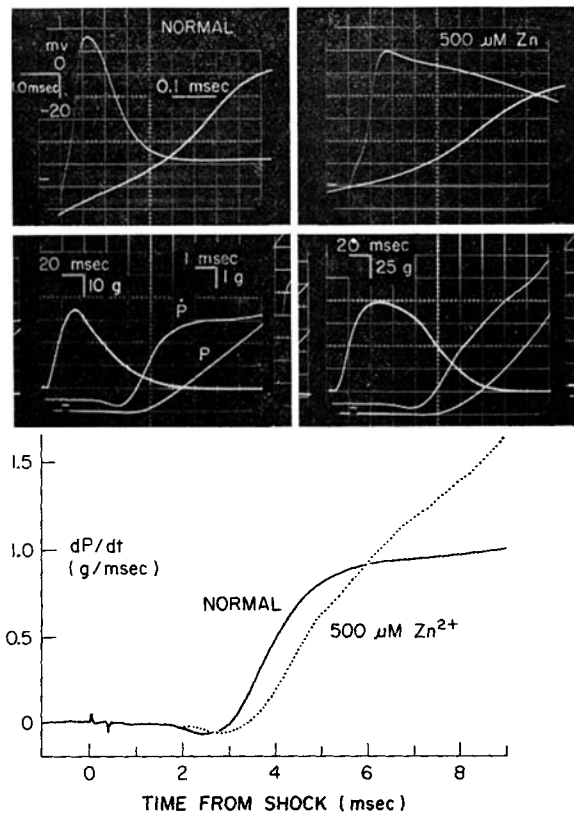 NORMAL
mv
0
1.0 msec
0.1 msec
−20
500 µM Zn
20 msec
10 g
1 msec
1 g
Ṗ
P
20 msec
25 g
1.5
1.0
0.5
0
dP/dt
(g/msec)
NORMAL
500 µM Zn²⁺
0 2 4 6 8
TIME FROM SHOCK (msec)